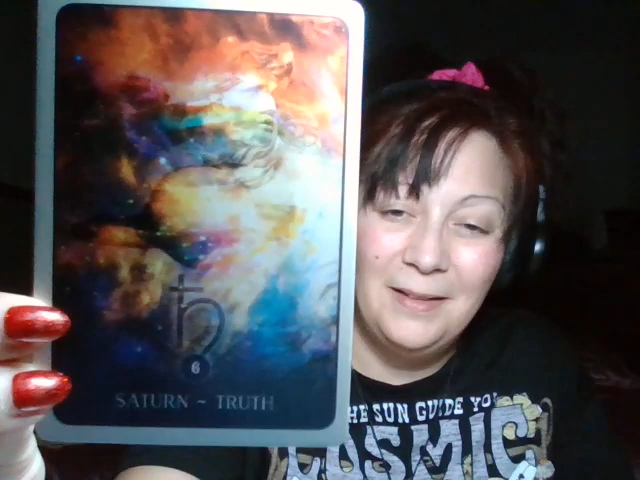 6
SATURN ~ TRUTH
THE SUN GUIDE YO
COSMIC